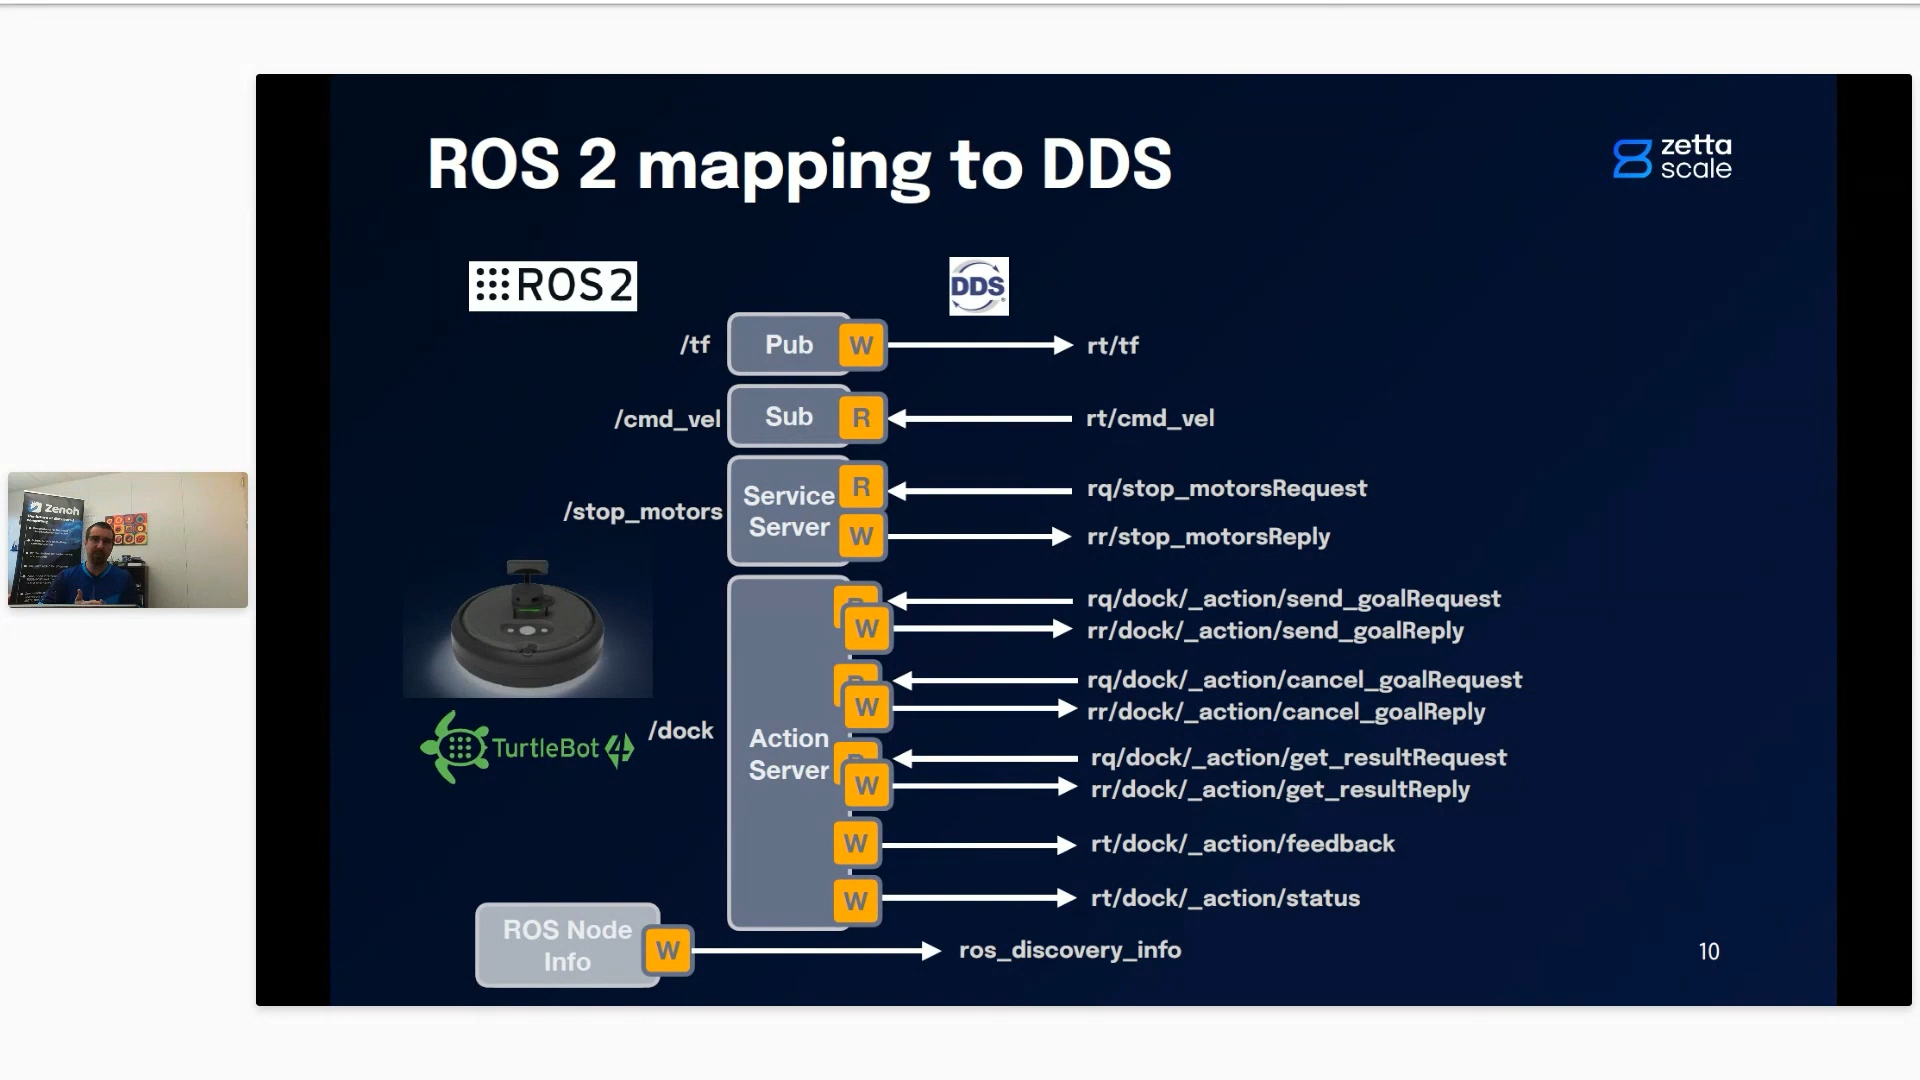 ROS 2 mapping to DDS
zetta
scale
ROS 2
DDS
/tf
Pub
W
rt/tf
/cmd_vel
Sub
R
rt/cmd_vel
/stop_motors
Service
Server
R
rq/stop_motorsRequest
W
rr/stop_motorsReply
/dock
Action
Server
rq/dock/_action/send_goalRequest
W
rr/dock/_action/send_goalReply
rq/dock/_action/cancel_goalRequest
W
rr/dock/_action/cancel_goalReply
rq/dock/_action/get_resultRequest
W
rr/dock/_action/get_resultReply
W
rt/dock/_action/feedback
W
rt/dock/_action/status
TurtleBot 4
ROS Node
Info
W
ros_discovery_info
10
Zenoh